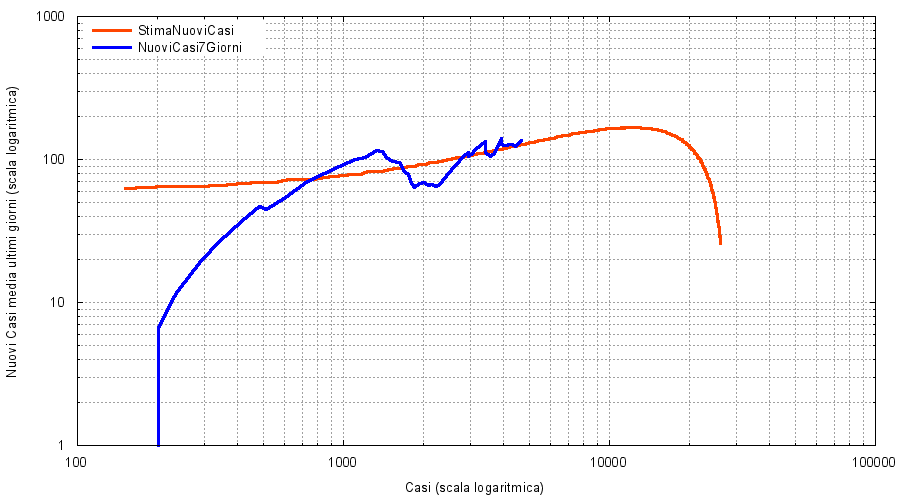 1000
StimaNuoviCasi
NuoviCasi7Giorni
100
10
1
Nuovi Casi media ultimi giorni (scala logaritmica)
100
1000
10000
100000
Casi (scala logaritmica)